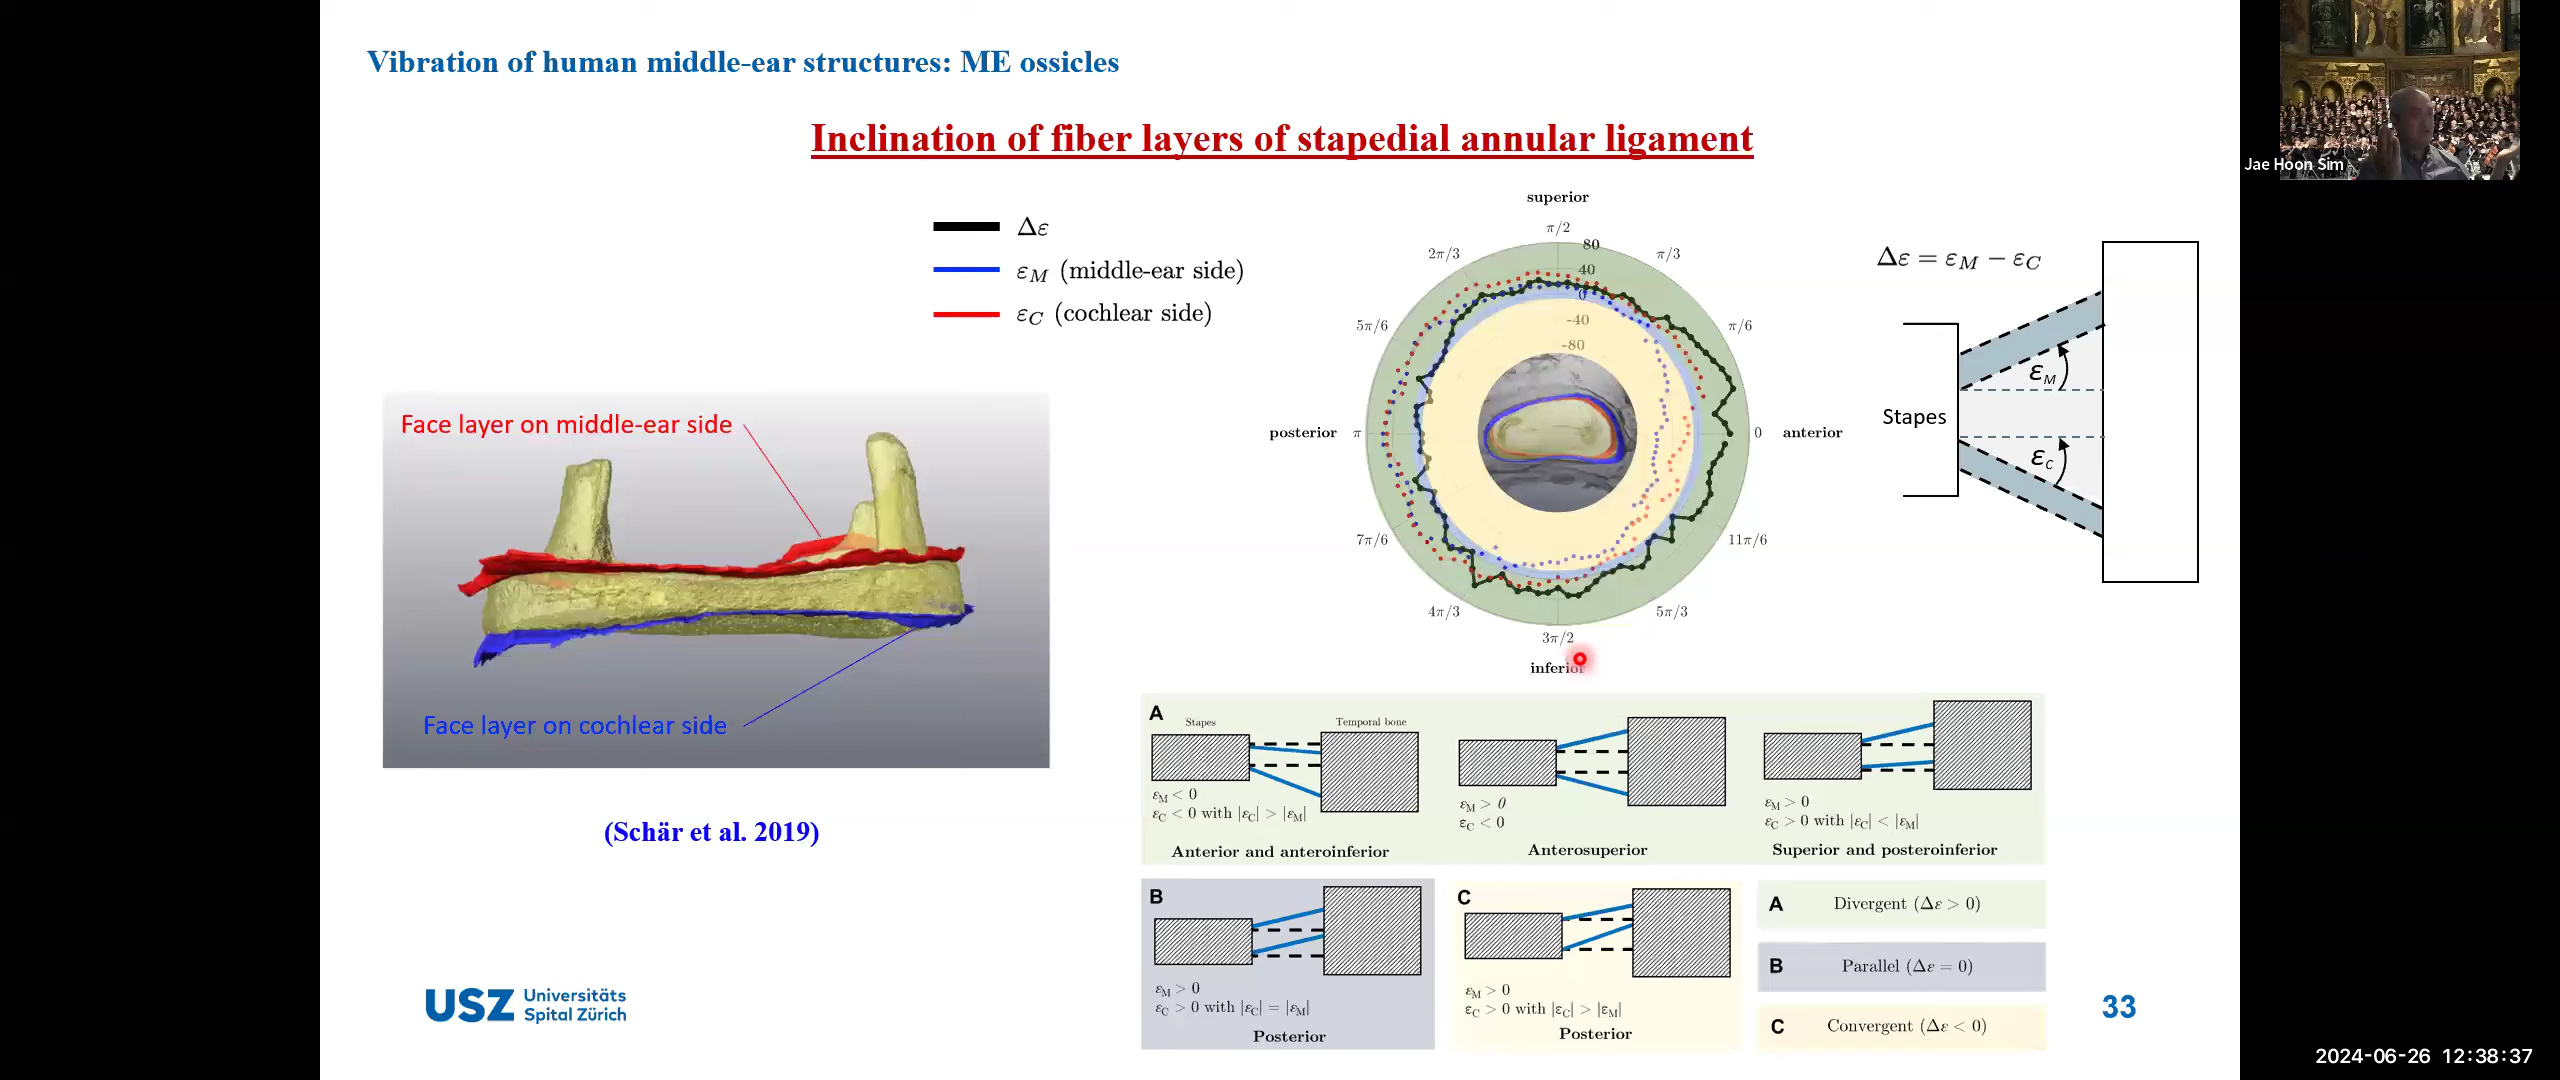 Vibration of human middle-ear structures: ME ossicles
Jae Hoon Sim
Inclination of fiber layers of stapedial annular ligament
Δε
ε_M (middle-ear side)
ε_C (cochlear side)
superior
π/2
80
2π/3
π/3
40
0
5π/6
-40
π/6
-80
posterior
π
0
anterior
7π/6
11π/6
4π/3
5π/3
3π/2
inferior
Δε = ε_M − ε_C
ε_M
Stapes
ε_C
Face layer on middle-ear side
Face layer on cochlear side
(Schär et al. 2019)
A
Stapes
Temporal bone
ε_M < 0
ε_C < 0 with |ε_C| > |ε_M|
Anterior and anteroinferior
ε_M > 0
ε_C < 0
Anterosuperior
ε_M > 0
ε_C > 0 with |ε_C| < |ε_M|
Superior and posteroinferior
B
ε_M > 0
ε_C > 0 with |ε_C| = |ε_M|
Posterior
C
ε_M > 0
ε_C > 0 with |ε_C| > |ε_M|
Posterior
A Divergent (Δε > 0)
B Parallel (Δε = 0)
C Convergent (Δε < 0)
USZ Universitäts
Spital Zürich
33
2024-06-26 12:38:37